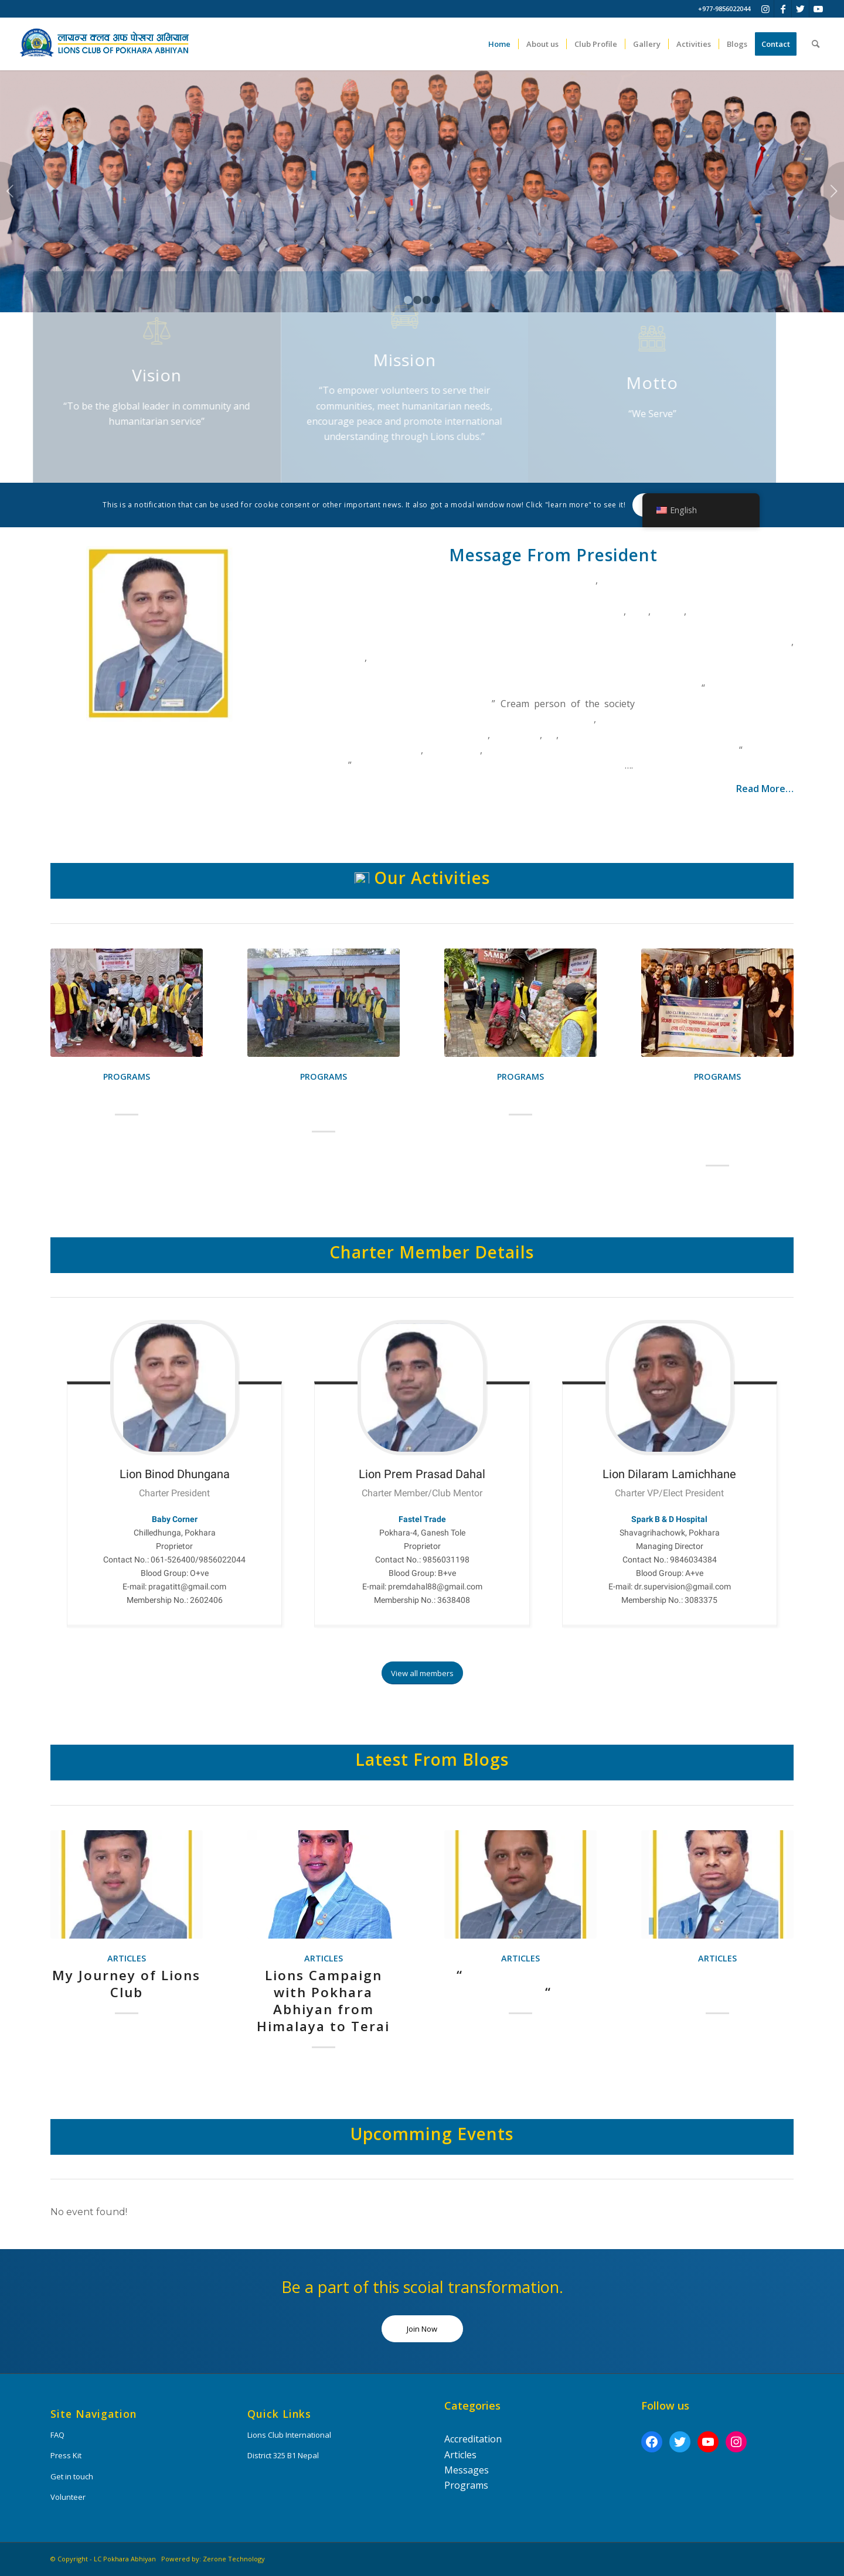 +977-9856022044
लायन्स क्लव अफ पोखरा अभियान
LIONS CLUB OF POKHARA ABHIYAN
Home
About us
Club Profile
Gallery
Activities
Blogs
Contact
Vision
“To be the global leader in community and
humanitarian service”
Mission
“To empower volunteers to serve their
communities, meet humanitarian needs,
encourage peace and promote international
understanding through Lions clubs.”
Motto
“We Serve”
This is a notification that can be used for cookie consent or other important news. It also got a modal window now! Click "learn more" to see it!
English
Message From President
” Cream person of the society
....
Read More…
Our Activities
PROGRAMS
PROGRAMS
PROGRAMS
PROGRAMS
Charter Member Details
Lion Binod Dhungana
Charter President
Baby Corner
Chilledhunga, Pokhara
Proprietor
Contact No.: 061-526400/9856022044
Blood Group: O+ve
E-mail: pragatitt@gmail.com
Membership No.: 2602406
Lion Prem Prasad Dahal
Charter Member/Club Mentor
Fastel Trade
Pokhara-4, Ganesh Tole
Proprietor
Contact No.: 9856031198
Blood Group: B+ve
E-mail: premdahal88@gmail.com
Membership No.: 3638408
Lion Dilaram Lamichhane
Charter VP/Elect President
Spark B & D Hospital
Shavagrihachowk, Pokhara
Managing Director
Contact No.: 9846034384
Blood Group: A+ve
E-mail: dr.supervision@gmail.com
Membership No.: 3083375
View all members
Latest From Blogs
ARTICLES
My Journey of Lions
Club
ARTICLES
Lions Campaign
with Pokhara
Abhiyan from
Himalaya to Terai
ARTICLES
“
“
ARTICLES
Upcomming Events
No event found!
Be a part of this scoial transformation.
Join Now
Site Navigation
FAQ
Press Kit
Get in touch
Volunteer
Quick Links
Lions Club International
District 325 B1 Nepal
Categories
Accreditation
Articles
Messages
Programs
Follow us
© Copyright - LC Pokhara Abhiyan Powered by: Zerone Technology